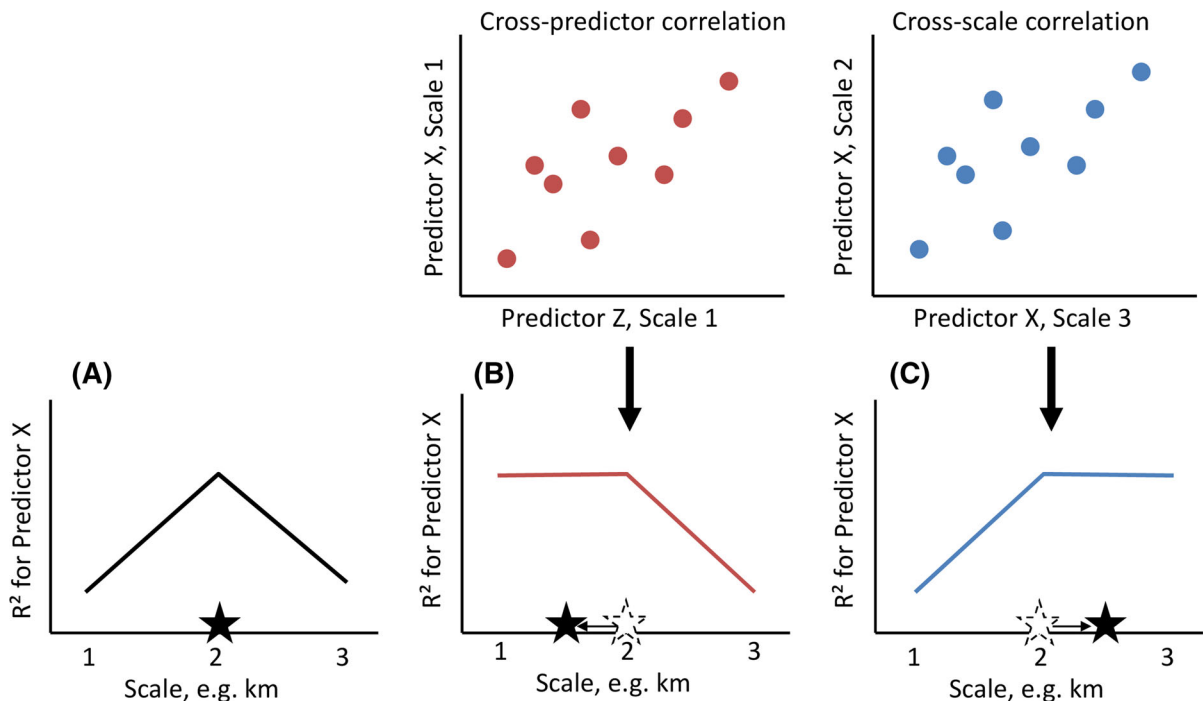 Cross-predictor correlation
Predictor X, Scale 1
Predictor Z, Scale 1
Cross-scale correlation
Predictor X, Scale 2
Predictor X, Scale 3
(A)
R² for Predictor X
1 2 3
Scale, e.g. km
(B)
R² for Predictor X
1 2 3
Scale, e.g. km
(C)
R² for Predictor X
1 2 3
Scale, e.g. km